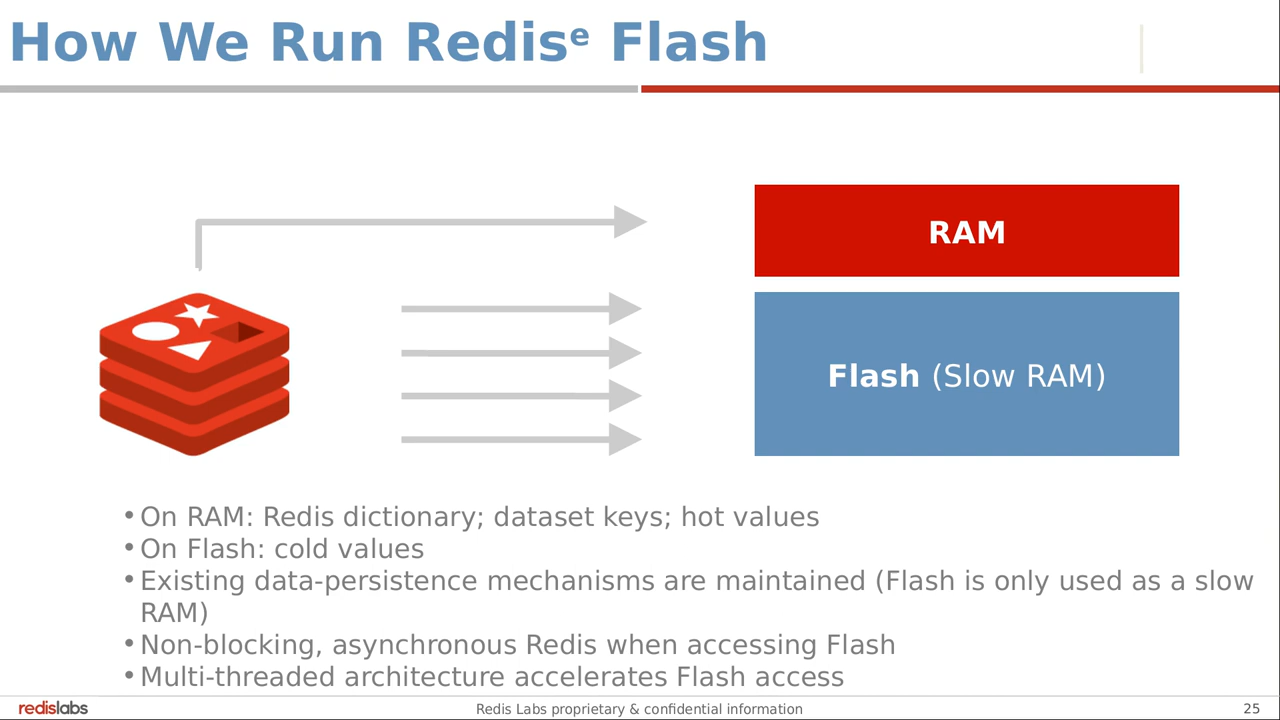 How We Run Redisᵉ Flash
RAM
Flash (Slow RAM)
• On RAM: Redis dictionary; dataset keys; hot values
• On Flash: cold values
• Existing data-persistence mechanisms are maintained (Flash is only used as a slow
RAM)
• Non-blocking, asynchronous Redis when accessing Flash
• Multi-threaded architecture accelerates Flash access
redislabs
Redis Labs proprietary & confidential information
25